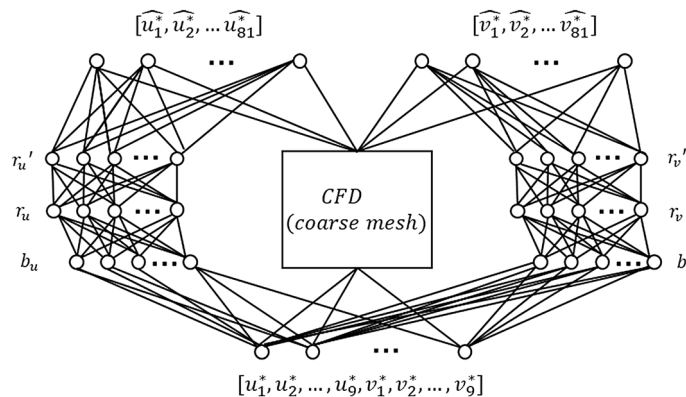 [û₁*, û₂*, … û₈₁*]
[v̂₁*, v̂₂*, … v̂₈₁*]
...
...
rᵤ' ... ... rᵥ'
CFD
(coarse mesh)
rᵤ ... ... rᵥ
bᵤ ... ... b
...
[u₁*, u₂*, …, u₉*, v₁*, v₂*, …, v₉*]